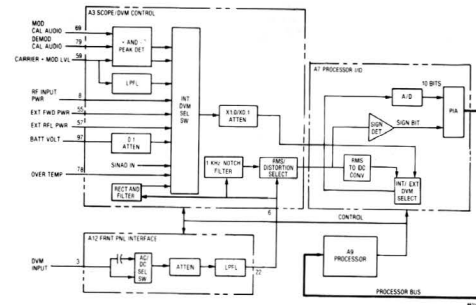 A3 SCOPE/DVM CONTROL
MOD
CAL AUDIO
69
DEMOD
CAL AUDIO
79
CARRIER + MOD LVL
59
+ AND -
PEAK DET
LPFL
RF INPUT
PWR
8
EXT FWD PWR
55
EXT RFL PWR
57
BATT VOLT
97
0.1
ATTEN
SINAD IN
OVER TEMP
78
RECT AND
FILTER
INT
DVM
SEL
SW
X1.0/X0.1
ATTEN
1 KHz NOTCH
FILTER
RMS/
DISTORTION
SELECT
6
A7 PROCESSOR I/O
A/D
10 BITS
PIA
SIGN
DET
SIGN BIT
RMS
TO DC
CONV
INT/ EXT
DVM
SELECT
CONTROL
A12 FRNT PNL INTERFACE
DVM
INPUT
3
AC/
DC
SEL
SW
ATTEN
LPFL
22
A9
PROCESSOR
PROCESSOR BUS